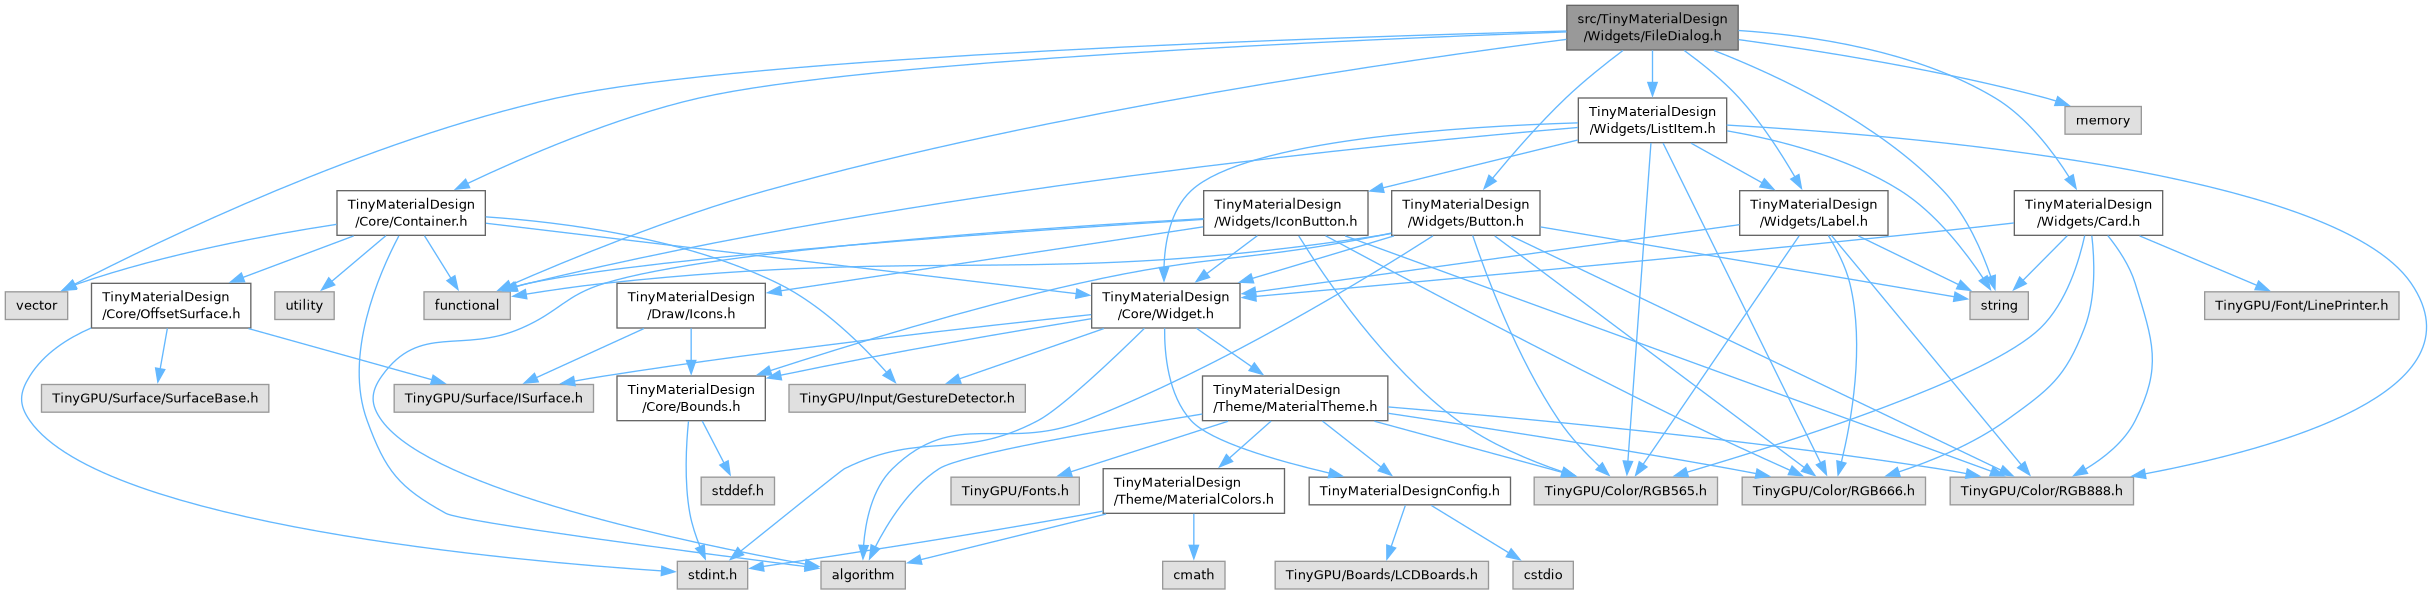 src/TinyMaterialDesign
/Widgets/FileDialog.h
TinyMaterialDesign
/Widgets/ListItem.h
memory
TinyMaterialDesign
/Core/Container.h
TinyMaterialDesign
/Widgets/IconButton.h
TinyMaterialDesign
/Widgets/Button.h
TinyMaterialDesign
/Widgets/Label.h
TinyMaterialDesign
/Widgets/Card.h
vector
TinyMaterialDesign
/Core/OffsetSurface.h
utility
functional
TinyMaterialDesign
/Draw/Icons.h
TinyMaterialDesign
/Core/Widget.h
string
TinyGPU/Font/LinePrinter.h
TinyGPU/Surface/SurfaceBase.h
TinyGPU/Surface/ISurface.h
TinyMaterialDesign
/Core/Bounds.h
TinyGPU/Input/GestureDetector.h
TinyMaterialDesign
/Theme/MaterialTheme.h
stddef.h
TinyGPU/Fonts.h
TinyMaterialDesign
/Theme/MaterialColors.h
TinyMaterialDesignConfig.h
TinyGPU/Color/RGB565.h
TinyGPU/Color/RGB666.h
TinyGPU/Color/RGB888.h
stdint.h
algorithm
cmath
TinyGPU/Boards/LCDBoards.h
cstdio